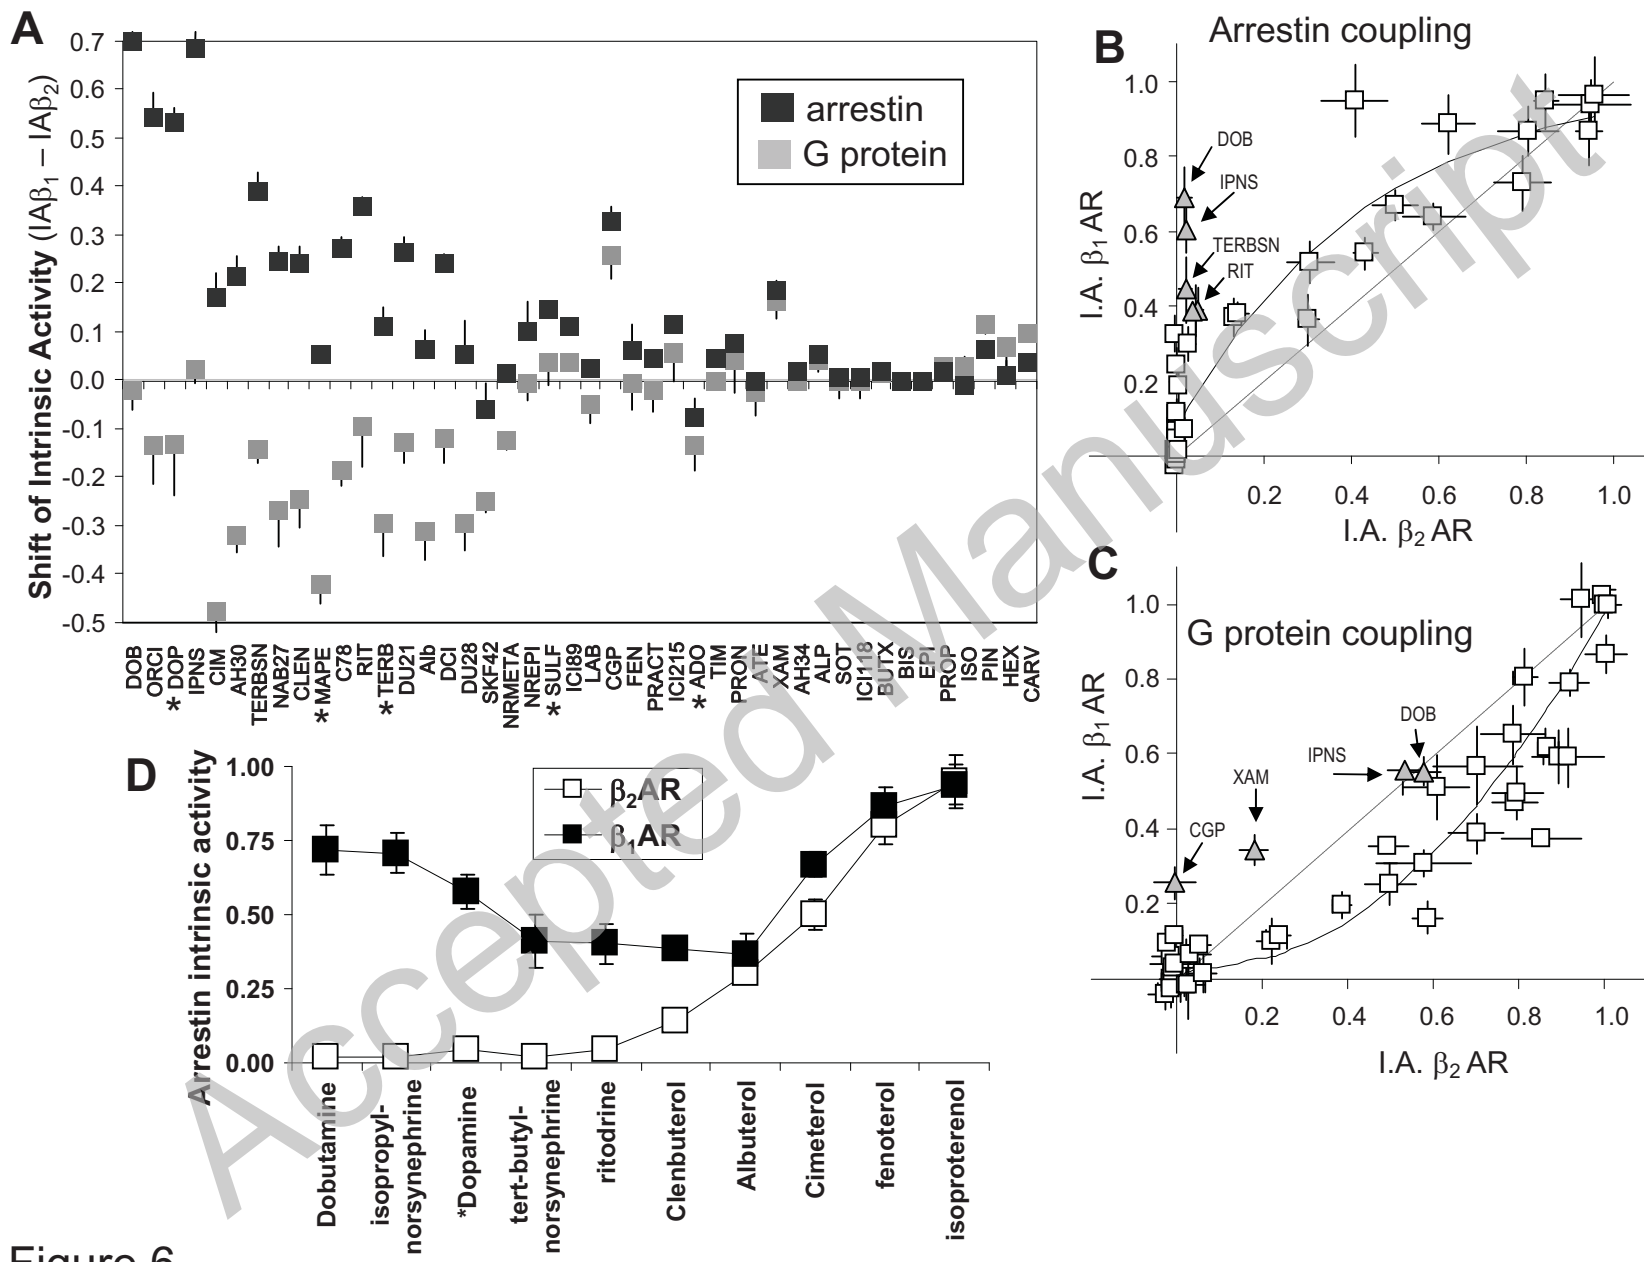 A
Shift of Intrinsic Activity (IAβ1 – IAβ2)
0.7
0.6
0.5
0.4
0.3
0.2
0.1
0.0
-0.1
-0.2
-0.3
-0.4
-0.5
arrestin
G protein
DOB
ORCI
* DOP
IPNS
CIM
AH30
TERBSN
NAB27
CLEN
*MAPE
C78
RIT
*TERB
DU21
Alb
DCI
DU28
SKF42
NRMETA
NREPI
* SULF
ICI89
LAB
CGP
FEN
PRACT
ICI215
* ADO
TIM
PRON
ATE
XAM
AH34
ALP
SOT
ICI118
BUTX
BIS
EPI
PROP
ISO
PIN
HEX
CARV
B
Arrestin coupling
I.A. β1 AR
1.0
0.8
0.6
0.4
0.2
DOB
IPNS
TERBSN
RIT
0.2
0.4
0.6
0.8
1.0
I.A. β2 AR
C
G protein coupling
I.A. β1 AR
1.0
0.8
0.6
0.4
0.2
DOB
IPNS
XAM
CGP
0.2
0.4
0.6
0.8
1.0
I.A. β2 AR
D
Arrestin intrinsic activity
1.00
0.75
0.50
0.25
0.00
β2AR
β1AR
Dobutamine
isopropyl-
norsynephrine
*Dopamine
tert-butyl-
norsynephrine
ritodrine
Clenbuterol
Albuterol
Cimeterol
fenoterol
isoproterenol
Accepted Manuscript
Figure 6